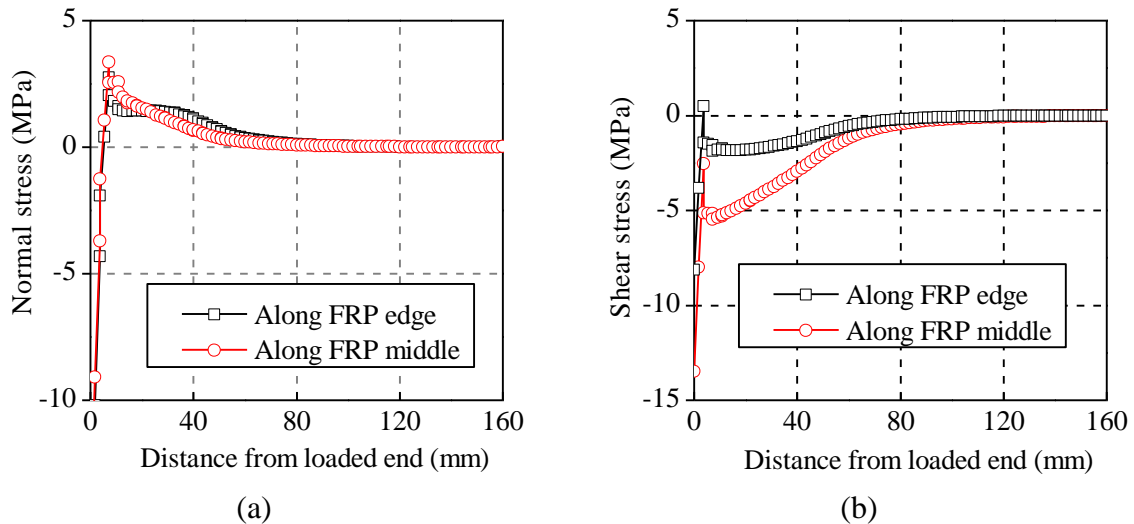 5
0
-5
-10
Normal stress (MPa)
Along FRP edge
Along FRP middle
0 40 80 120 160
Distance from loaded end (mm)
(a)
5
0
-5
-10
-15
Shear stress (MPa)
Along FRP edge
Along FRP middle
0 40 80 120 160
Distance from loaded end (mm)
(b)